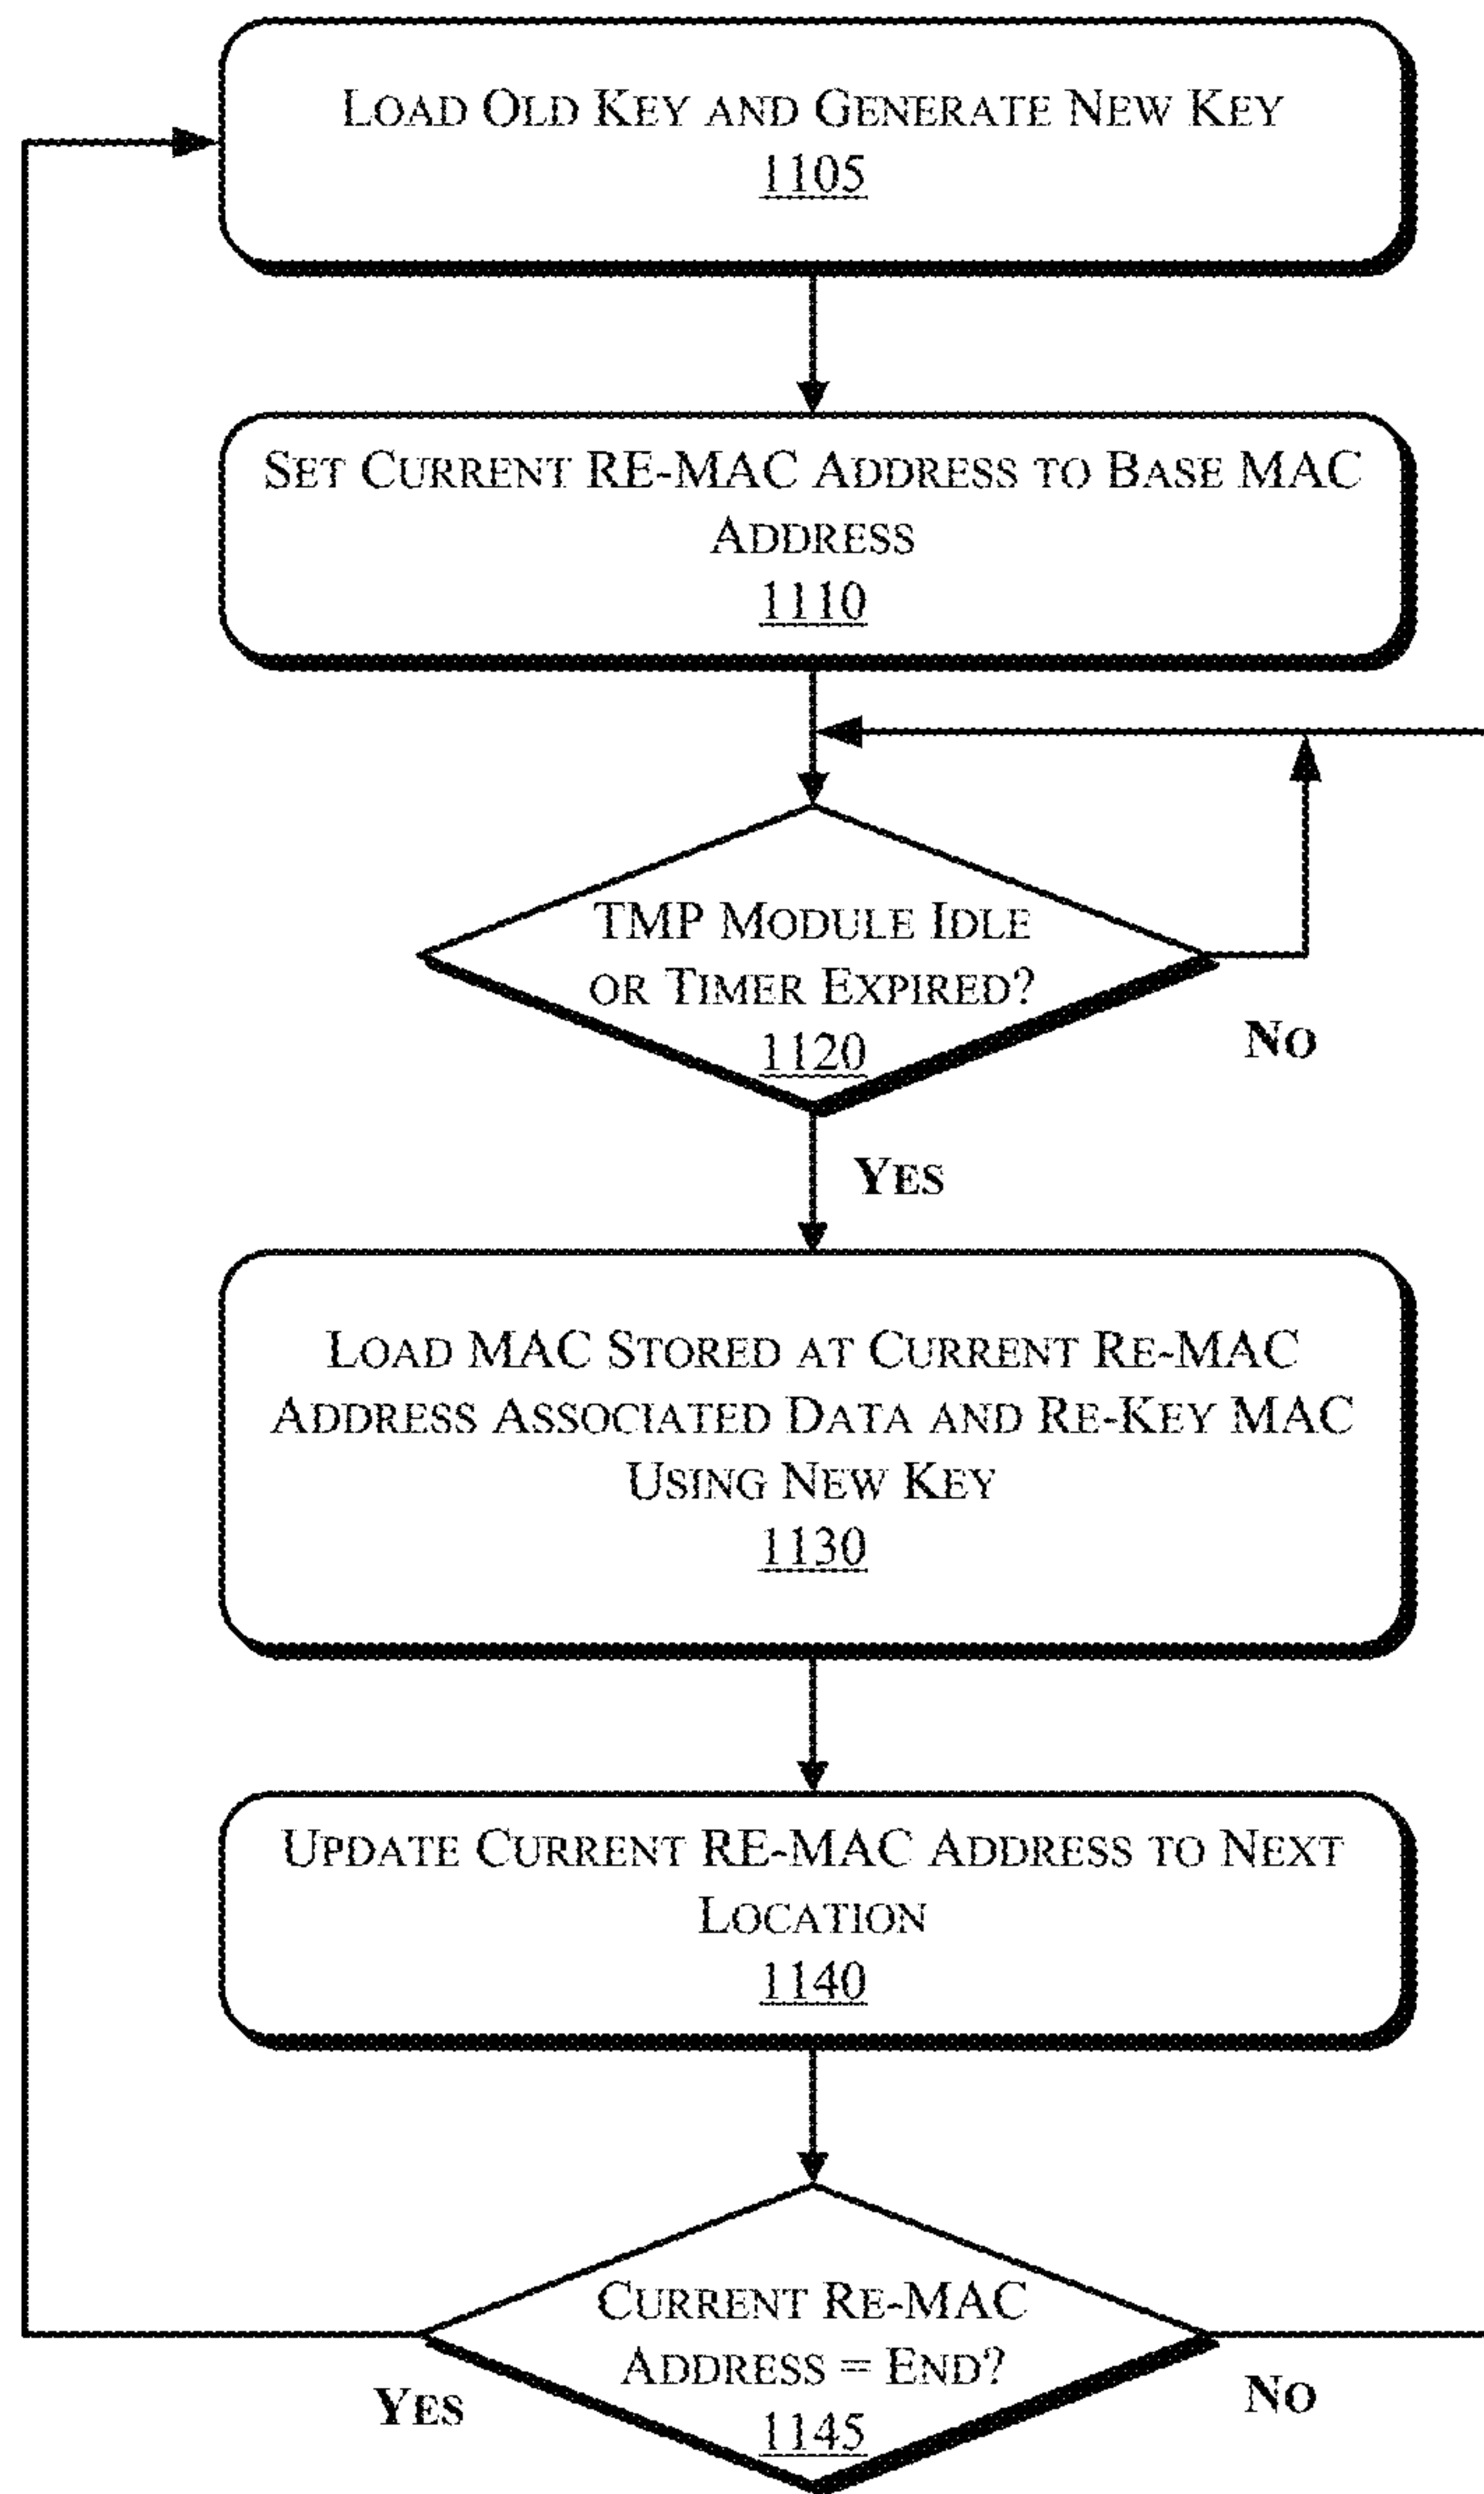 LOAD OLD KEY AND GENERATE NEW KEY
1105
SET CURRENT RE-MAC ADDRESS TO BASE MAC
ADDRESS
1110
TMP MODULE IDLE
OR TIMER EXPIRED?
1120
NO
YES
LOAD MAC STORED AT CURRENT RE-MAC
ADDRESS ASSOCIATED DATA AND RE-KEY MAC
USING NEW KEY
1130
UPDATE CURRENT RE-MAC ADDRESS TO NEXT
LOCATION
1140
CURRENT RE-MAC
ADDRESS = END?
1145
YES
NO